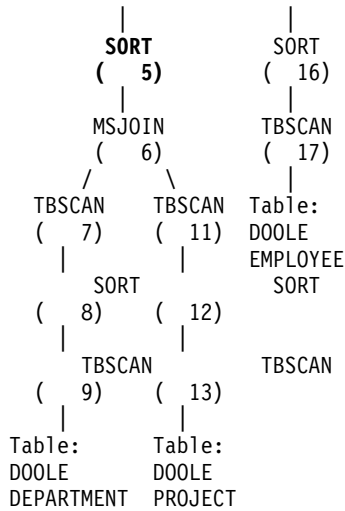 |                |
SORT           SORT
(    5)        (   16)
|                |
MSJOIN         TBSCAN
(    6)        (   17)
/      \         |
TBSCAN     TBSCAN  Table:
(    7)    (   11)  DOOLE
|          |     EMPLOYEE
SORT           SORT
(    8)    (   12)
|          |
TBSCAN         TBSCAN
(    9)    (   13)
|          |
Table:     Table:
DOOLE      DOOLE
DEPARTMENT  PROJECT